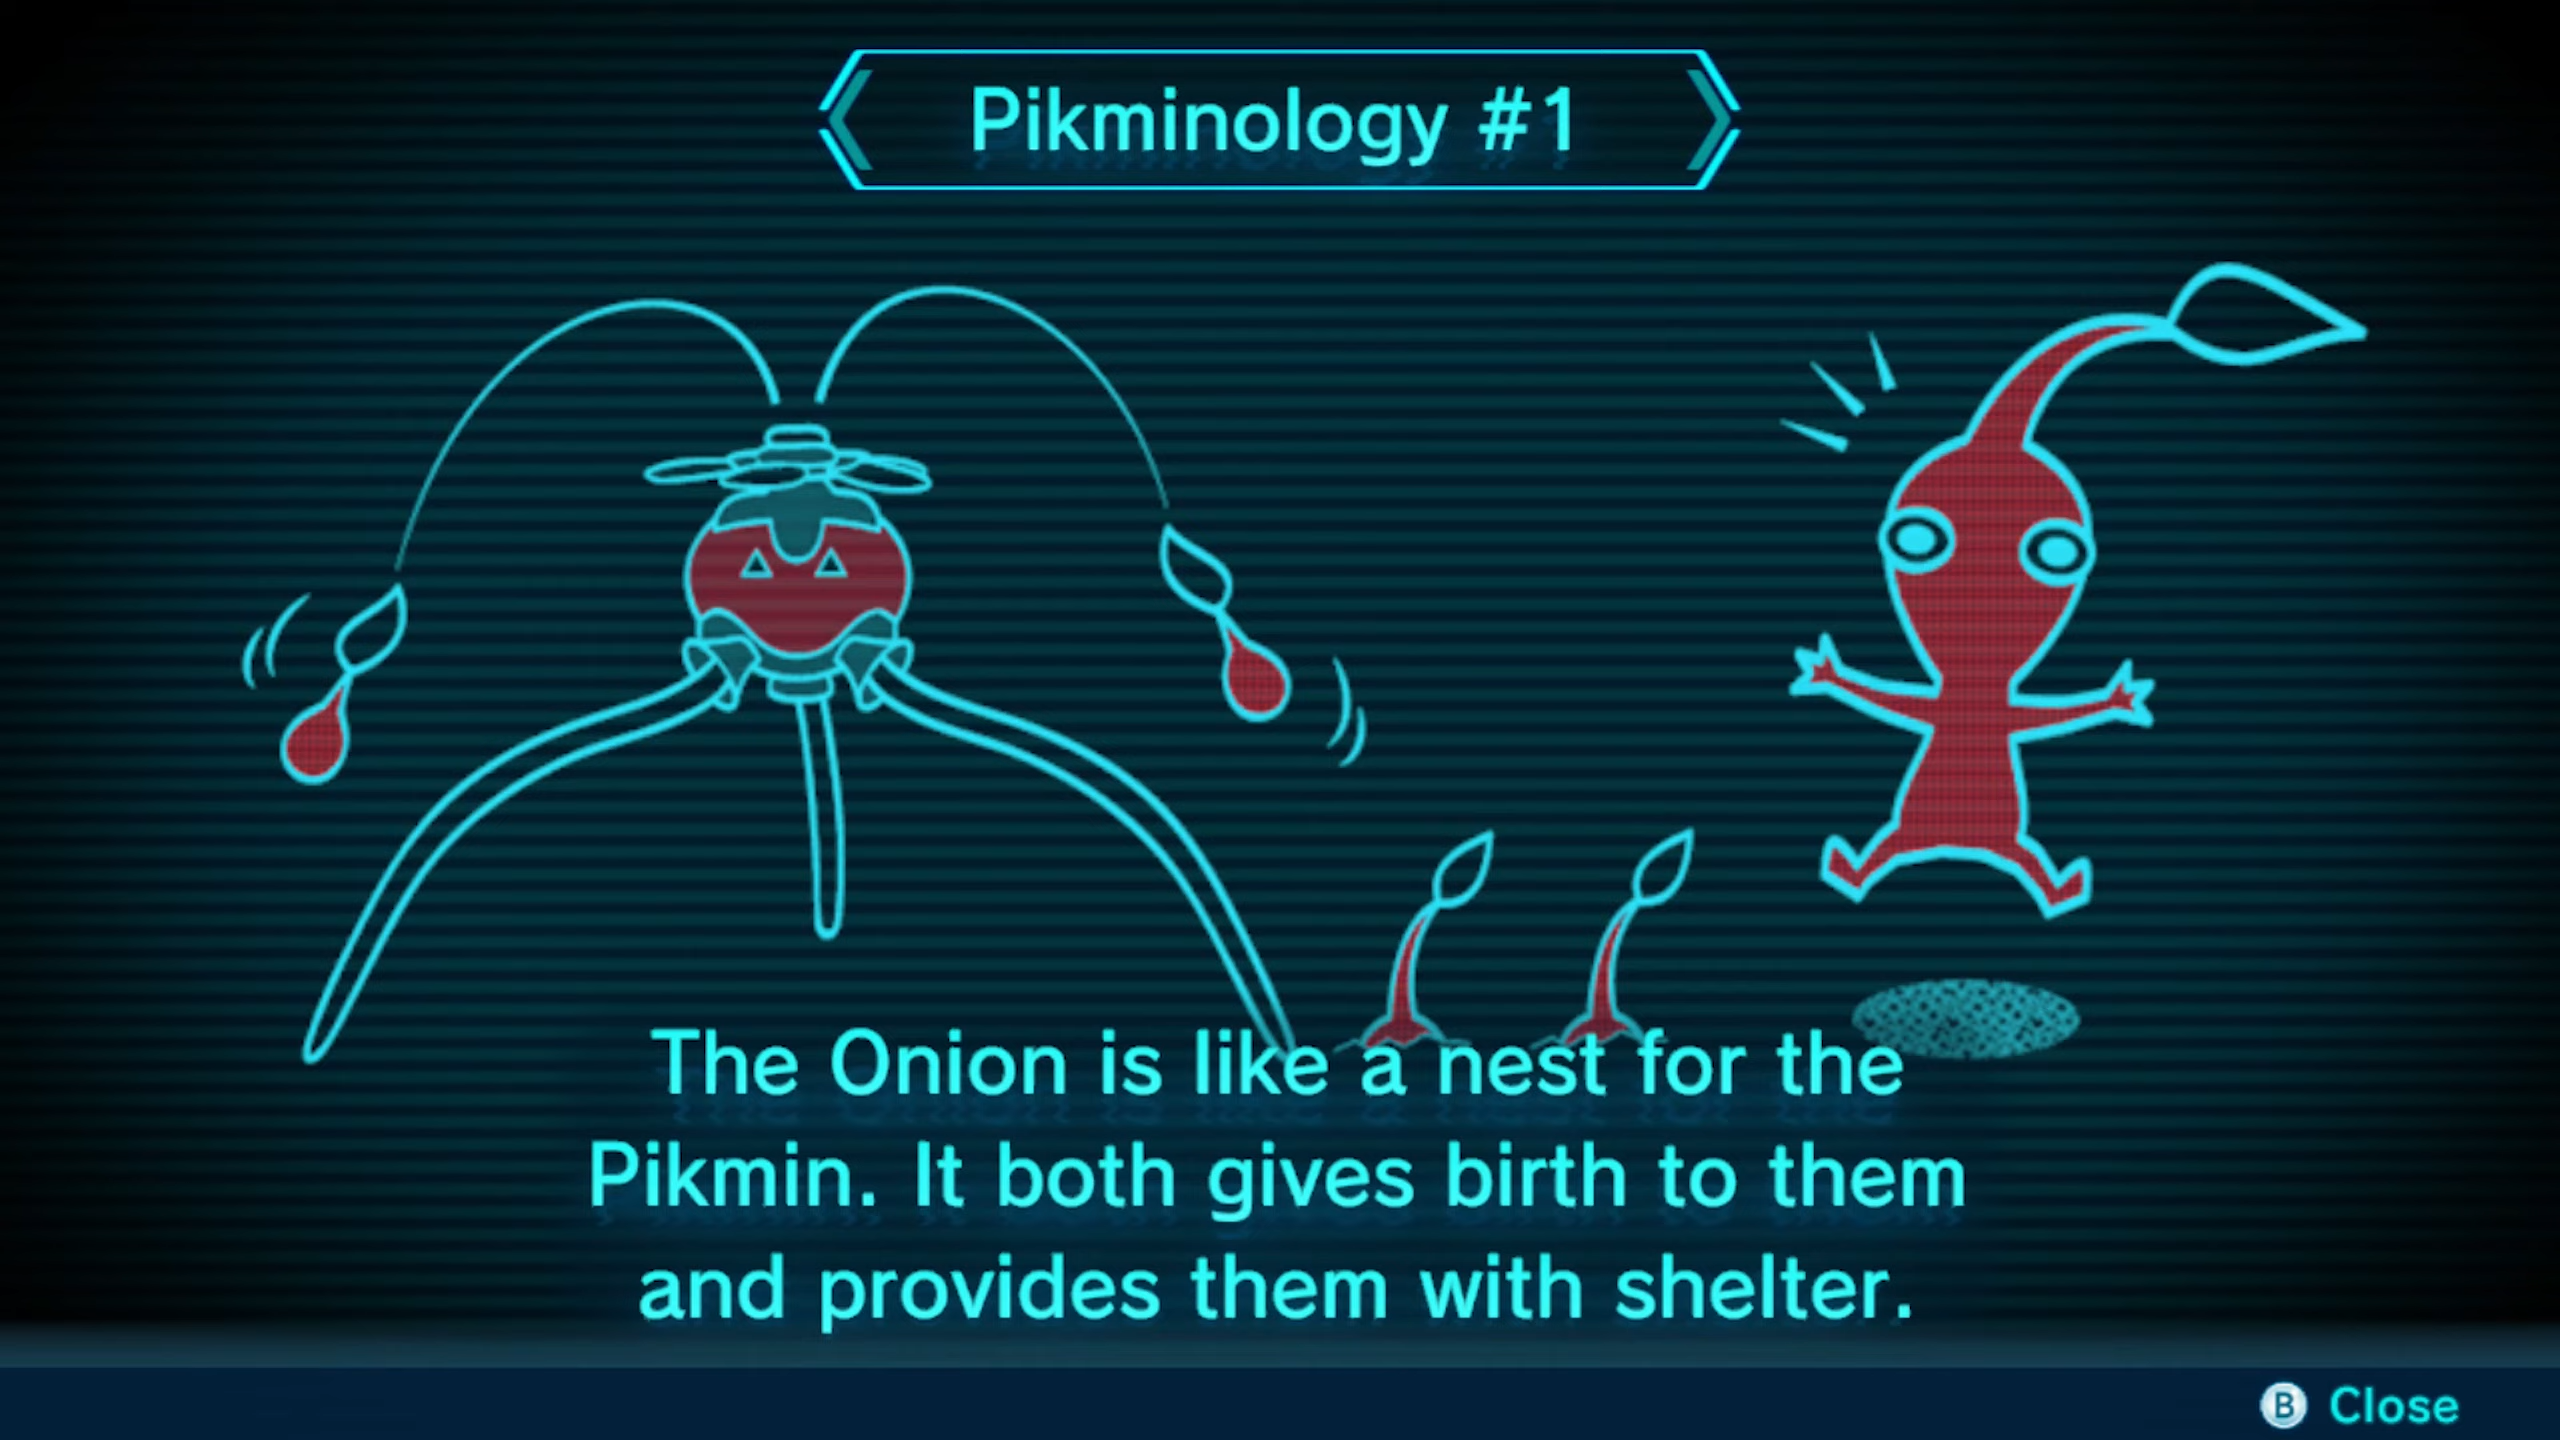 Pikminology #1
The Onion is like a nest for the
Pikmin. It both gives birth to them
and provides them with shelter.
B Close